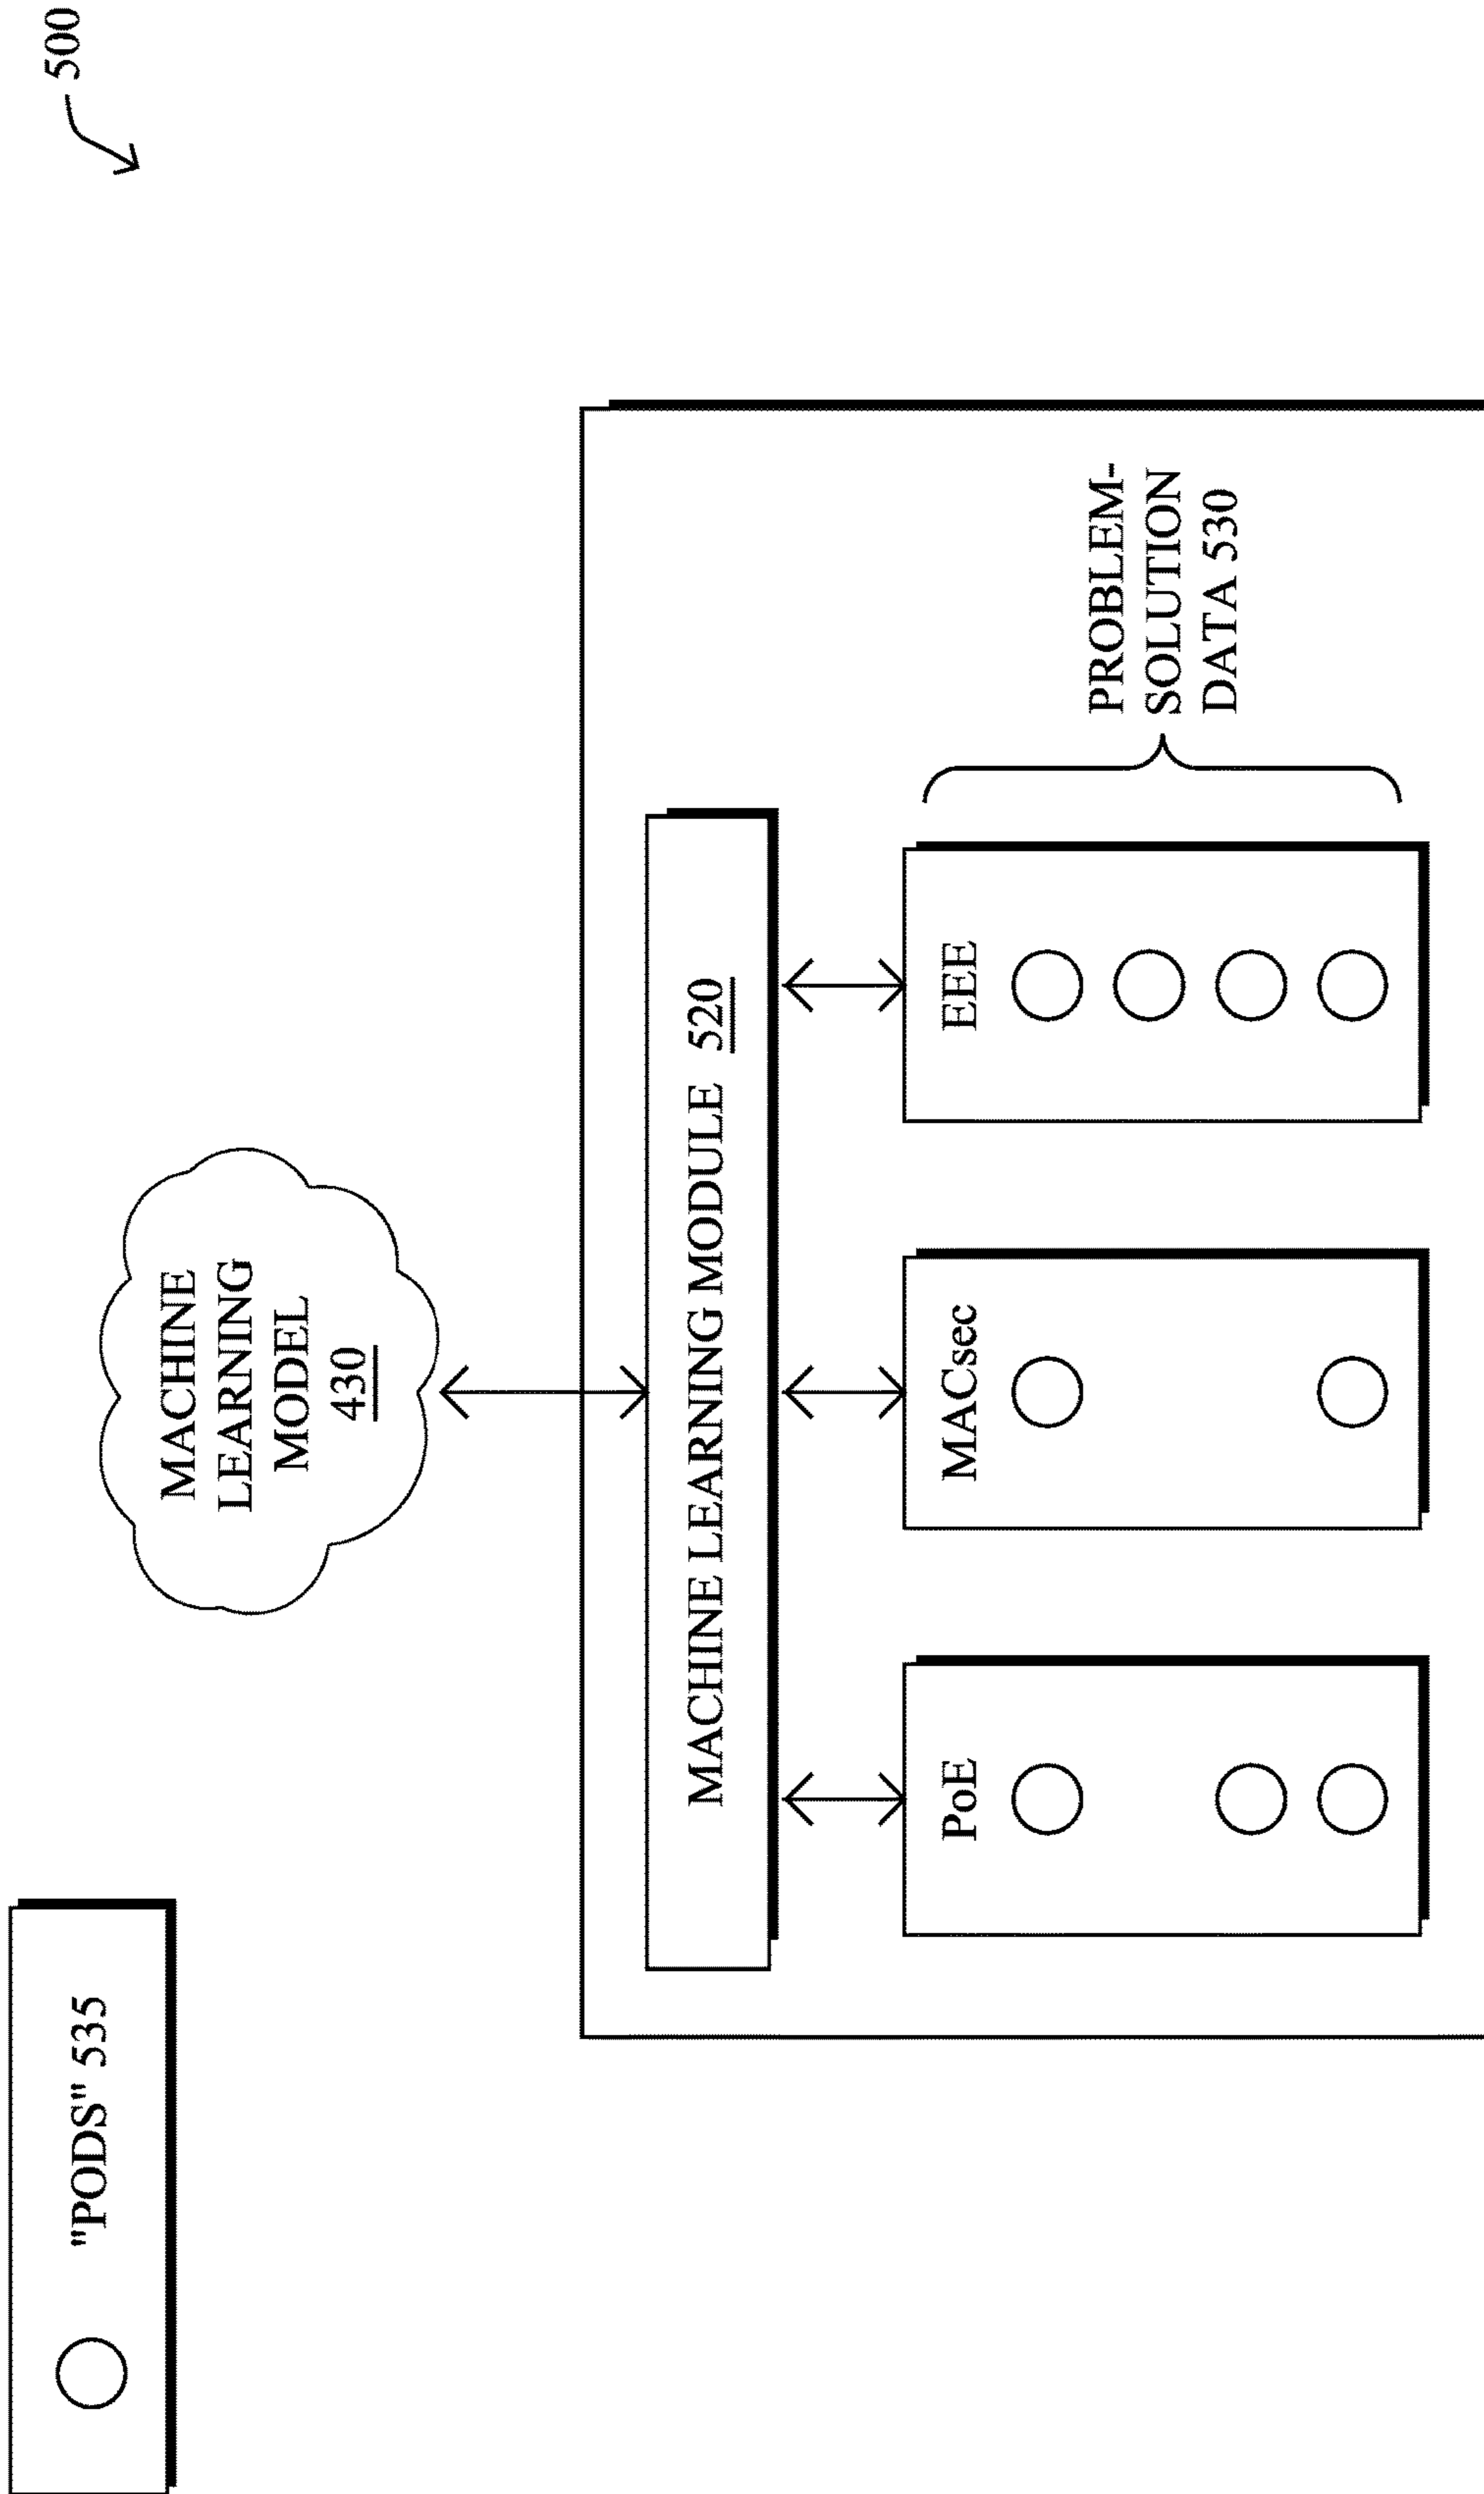 500
"PODS" 535
MACHINE
LEARNING
MODEL
430
MACHINE LEARNING MODULE 520
PoE
MACsec
EEE
PROBLEM-
SOLUTION
DATA 530